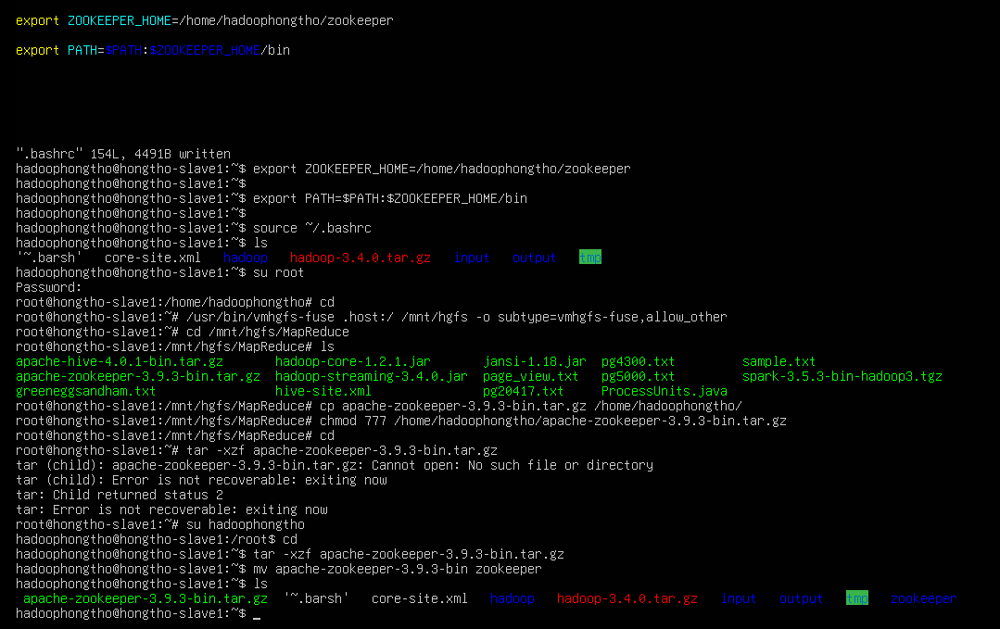 export ZOOKEEPER_HOME=/home/hadoophongtho/zookeeper
export PATH=$PATH:$ZOOKEEPER_HOME/bin
".bashrc" 154L, 4491B written
hadoophongtho@hongtho-slave1:~$ export ZOOKEEPER_HOME=/home/hadoophongtho/zookeeper
hadoophongtho@hongtho-slave1:~$
hadoophongtho@hongtho-slave1:~$ export PATH=$PATH:$ZOOKEEPER_HOME/bin
hadoophongtho@hongtho-slave1:~$
hadoophongtho@hongtho-slave1:~$ source ~/.bashrc
hadoophongtho@hongtho-slave1:~$ ls
'~.barsh' core-site.xml hadoop hadoop-3.4.0.tar.gz input output tmp
hadoophongtho@hongtho-slave1:~$ su root
Password:
root@hongtho-slave1:/home/hadoophongtho# cd
root@hongtho-slave1:~# /usr/bin/vmhgfs-fuse .host:/ /mnt/hgfs -o subtype=vmhgfs-fuse,allow_other
root@hongtho-slave1:~# cd /mnt/hgfs/MapReduce
root@hongtho-slave1:/mnt/hgfs/MapReduce# ls
apache-hive-4.0.1-bin.tar.gz hadoop-core-1.2.1.jar jansi-1.18.jar pg4300.txt sample.txt
apache-zookeeper-3.9.3-bin.tar.gz hadoop-streaming-3.4.0.jar page_view.txt pg5000.txt spark-3.5.3-bin-hadoop3.tgz
greeneggsandham.txt hive-site.xml pg20417.txt ProcessUnits.java
root@hongtho-slave1:/mnt/hgfs/MapReduce# cp apache-zookeeper-3.9.3-bin.tar.gz /home/hadoophongtho/
root@hongtho-slave1:/mnt/hgfs/MapReduce# chmod 777 /home/hadoophongtho/apache-zookeeper-3.9.3-bin.tar.gz
root@hongtho-slave1:/mnt/hgfs/MapReduce# cd
root@hongtho-slave1:~# tar -xzf apache-zookeeper-3.9.3-bin.tar.gz
tar (child): apache-zookeeper-3.9.3-bin.tar.gz: Cannot open: No such file or directory
tar (child): Error is not recoverable: exiting now
tar: Child returned status 2
tar: Error is not recoverable: exiting now
root@hongtho-slave1:~# su hadoophongtho
hadoophongtho@hongtho-slave1:/root$ cd
hadoophongtho@hongtho-slave1:~$ tar -xzf apache-zookeeper-3.9.3-bin.tar.gz
hadoophongtho@hongtho-slave1:~$ mv apache-zookeeper-3.9.3-bin zookeeper
hadoophongtho@hongtho-slave1:~$ ls
apache-zookeeper-3.9.3-bin.tar.gz '~.barsh' core-site.xml hadoop hadoop-3.4.0.tar.gz input output tmp zookeeper
hadoophongtho@hongtho-slave1:~$ _